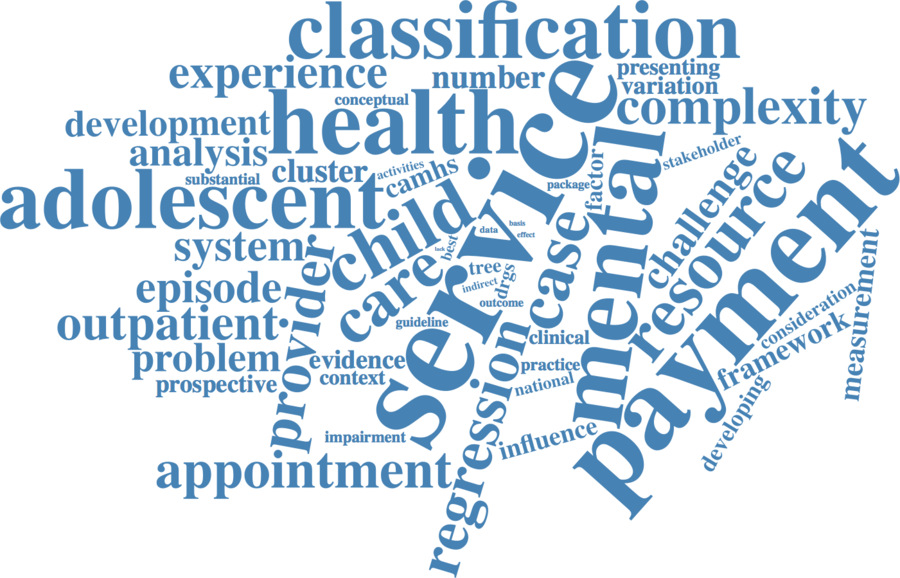 classification
experience
number
presenting
variation
conceptual
health
complexity
development
analysis
cluster
activities
camhs
substantial
adolescent
service
package
factor
mental
stakeholder
challenge
resource
payment
child
care
system
provider
lack
best
data
basis
effect
tree
indirect
drgs
outcome
case
episode
outpatient
guideline
clinical
problem
evidence
context
prospective
practice
national
regression
consideration
framework
measurement
developing
impairment
influence
appointment